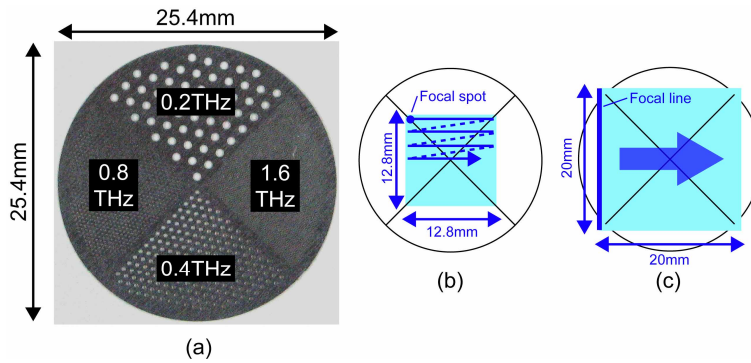 25.4mm
25.4mm
0.2THz
0.8
THz
1.6
THz
0.4THz
(a)
Focal spot
12.8mm
12.8mm
(b)
Focal line
20mm
20mm
(c)